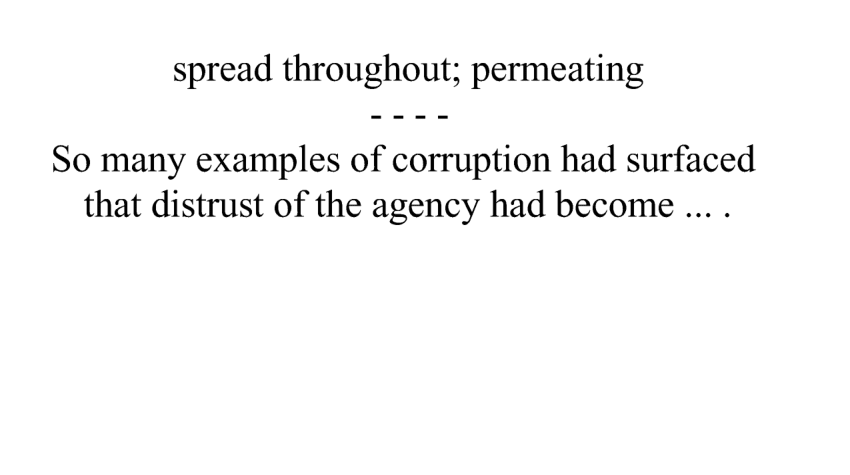 spread throughout; permeating
- - - -
So many examples of corruption had surfaced
that distrust of the agency had become ... .